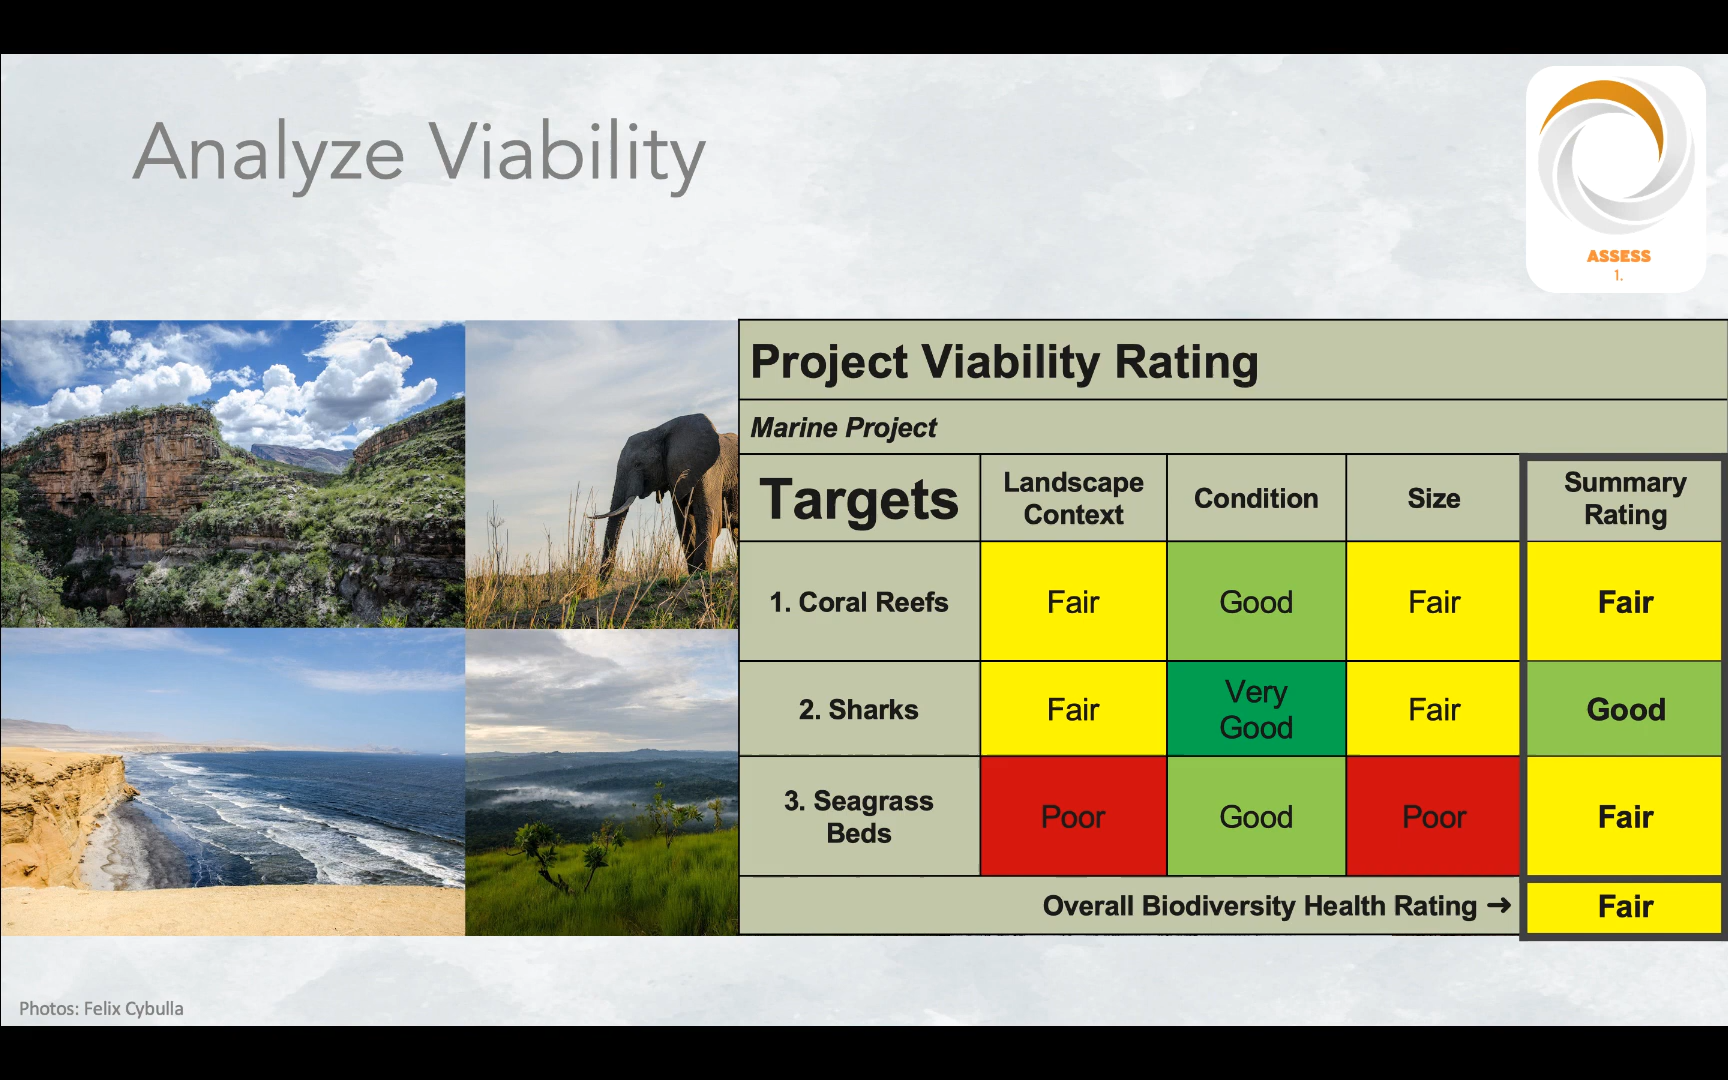 Analyze Viability
ASSESS
1.
Project Viability Rating
Marine Project
Targets
Landscape
Context
Condition
Size
Summary
Rating
1. Coral Reefs
Fair
Good
Fair
Fair
2. Sharks
Fair
Very
Good
Fair
Good
3. Seagrass
Beds
Poor
Good
Poor
Fair
Overall Biodiversity Health Rating →
Fair
Photos: Felix Cybulla